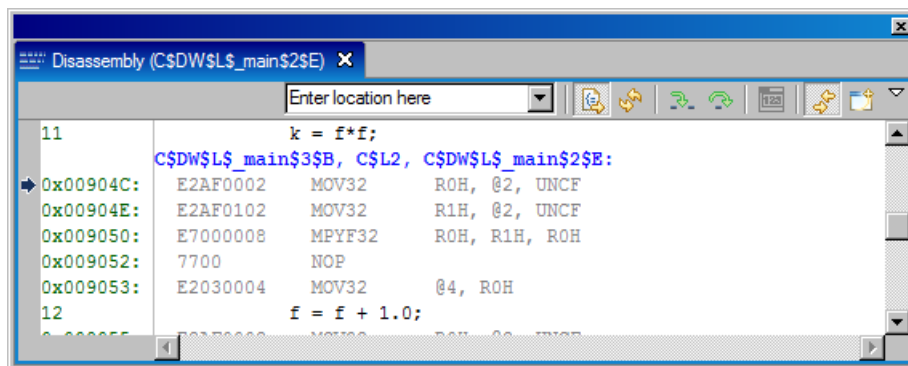 Disassembly (C$DW$L$_main$2$E)
Enter location here
11 k = f*f;
C$DW$L$_main$3$B, C$L2, C$DW$L$_main$2$E:
0x00904C: E2AF0002 MOV32 R0H, @2, UNCF
0x00904E: E2AF0102 MOV32 R1H, @2, UNCF
0x009050: E7000008 MPYF32 R0H, R1H, R0H
0x009052: 7700 NOP
0x009053: E2030004 MOV32 @4, R0H
12 f = f + 1.0;